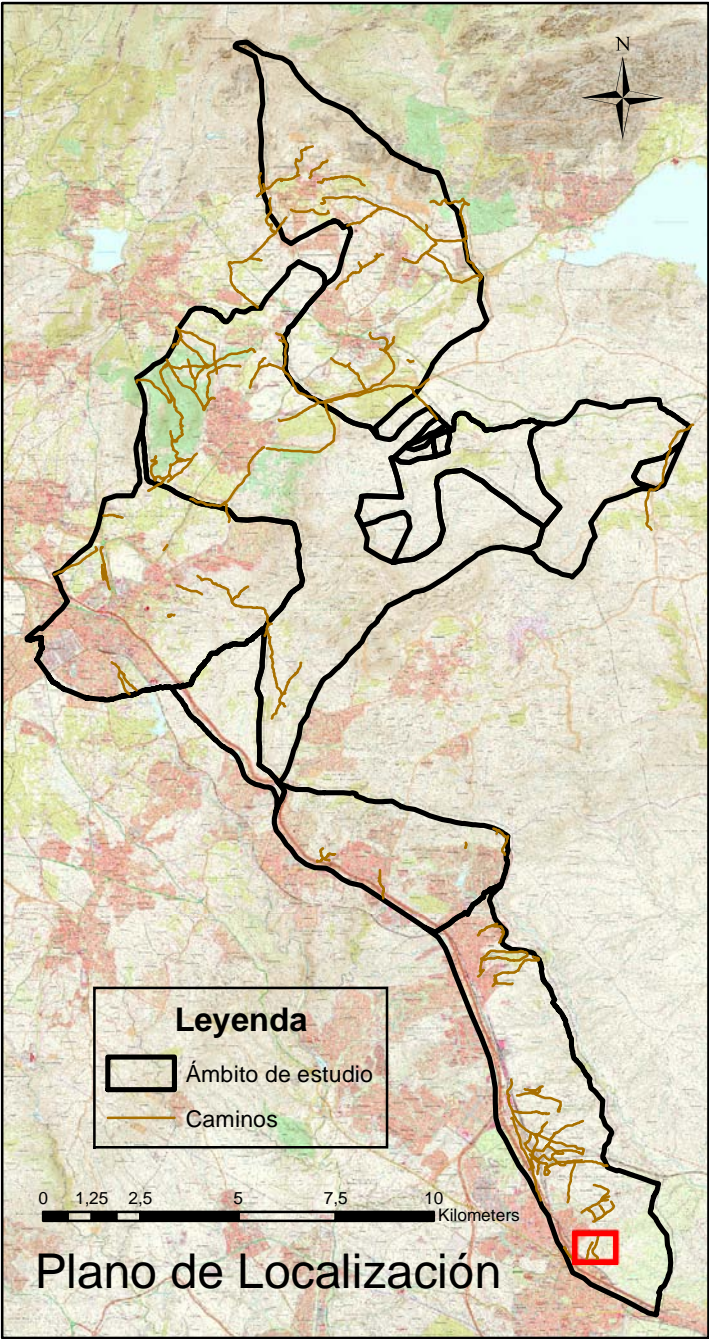 N
Leyenda
Ámbito de estudio
Caminos
0 1,25 2,5 5 7,5 10
Kilometers
Plano de Localización